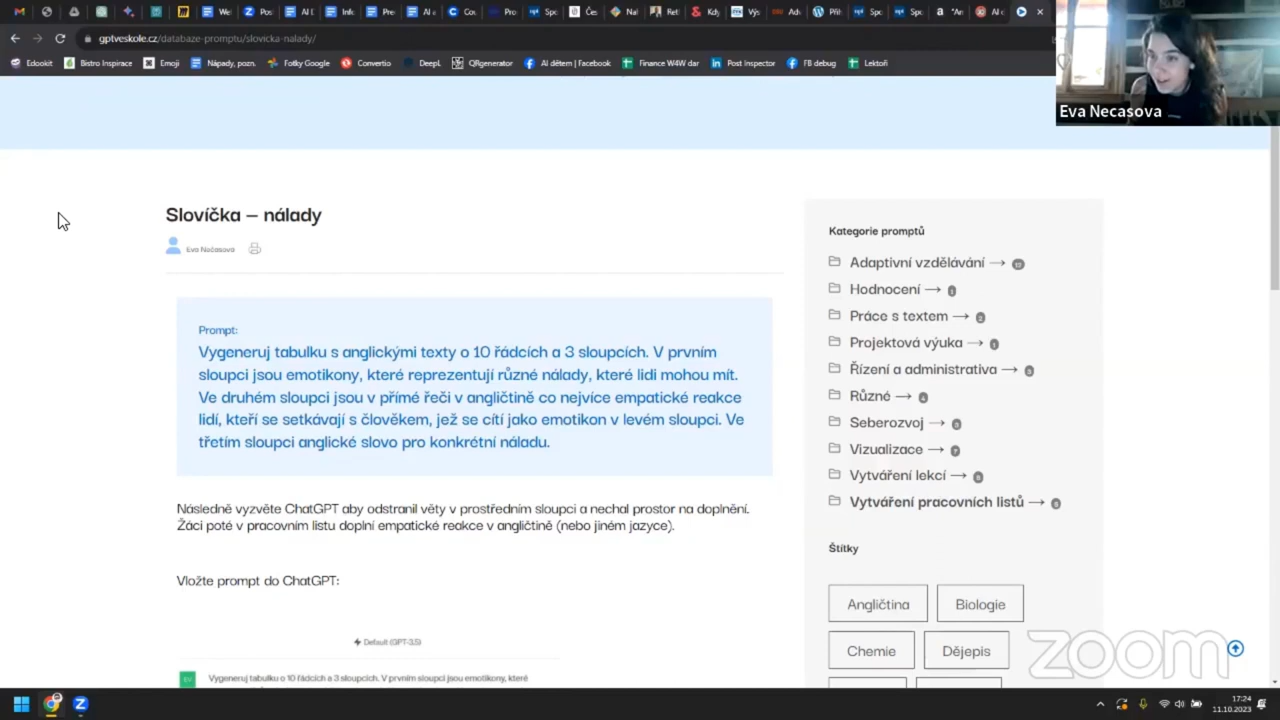 gptveskole.cz/databaze-promptu/slovicka-nalady/
Edookit
Bistro Inspirace
Emoji
Nápady, pozn.
Fotky Google
Convertio
DeepL
QRgenerator
AI dětem | Facebook
Finance W4W dar
Post Inspector
FB debug
Lektoři
Eva Necasova
Slovíčka – nálady
Eva Nečasová
Prompt:
Vygeneruj tabulku s anglickými texty o 10 řádcích a 3 sloupcích. V prvním
sloupci jsou emotikony, které reprezentují různé nálady, které lidi mohou mít.
Ve druhém sloupci jsou v přímé řeči v angličtině co nejvíce empatické reakce
lidí, kteří se setkávají s člověkem, jež se cítí jako emotikon v levém sloupci. Ve
třetím sloupci anglické slovo pro konkrétní náladu.
Následně vyzvěte ChatGPT aby odstranil věty v prostředním sloupci a nechal prostor na doplnění.
Žáci poté v pracovním listu doplní empatické reakce v angličtině (nebo jiném jazyce).
Vložte prompt do ChatGPT:
Default (GPT-3.5)
Vygeneruj tabulku o 10 řádcích a 3 sloupcích. V prvním sloupci jsou emotikony, které
Kategorie promptů
Adaptivní vzdělávání →
Hodnocení →
Práce s textem →
Projektová výuka →
Řízení a administrativa →
Různé →
Seberozvoj →
Vizualizace →
Vytváření lekcí →
Vytváření pracovních listů →
Štítky
Angličtina
Biologie
Chemie
Dějepis
zoom
17:24
11.10.2023